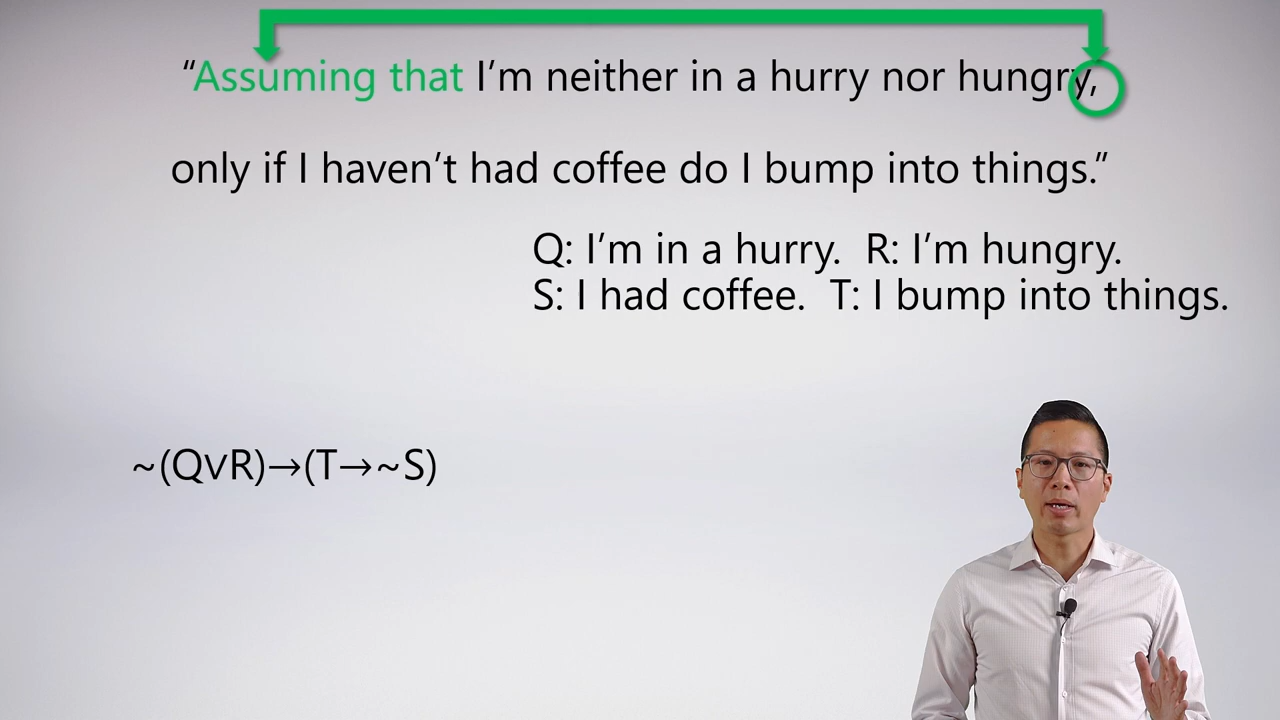 “Assuming that I’m neither in a hurry nor hungry,
only if I haven’t had coffee do I bump into things.”
Q: I’m in a hurry.  R: I’m hungry.
S: I had coffee.  T: I bump into things.
~(Q∨R)→(T→~S)